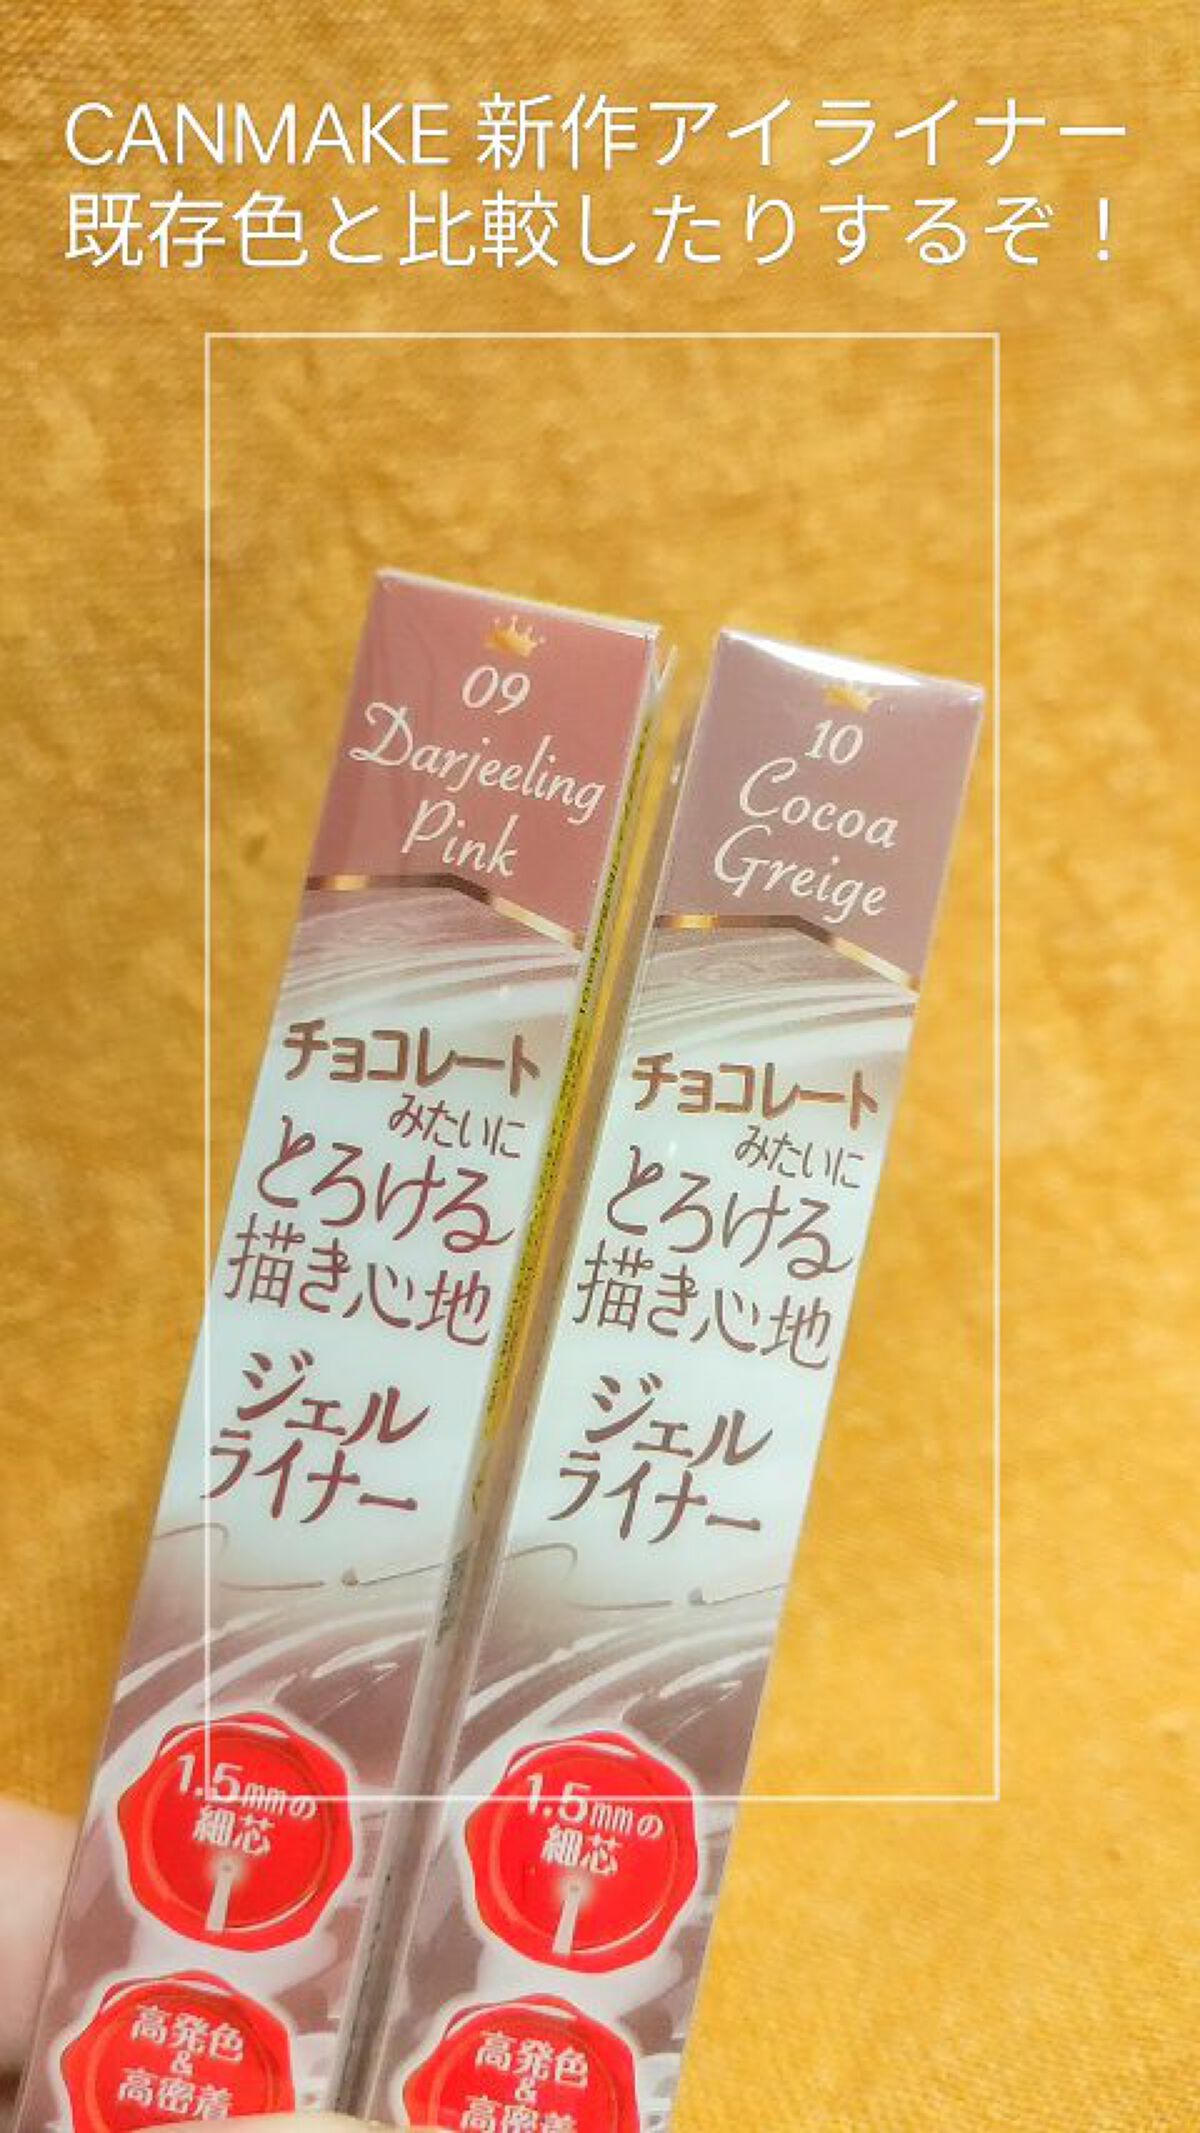 CANMAKE 新作アイライナー
既存色と比較したりするぞ！
09
Darjeeling
Pink
チョコレート
みたいに
とろける
描き心地
ジェル
ライナー
1.5mmの
細芯
高発色
&
高密着
10
Cocoa
Greige
チョコレート
みたいに
とろける
描き心地
ジェル
ライナー
1.5mmの
細芯
高発色
&
高密着